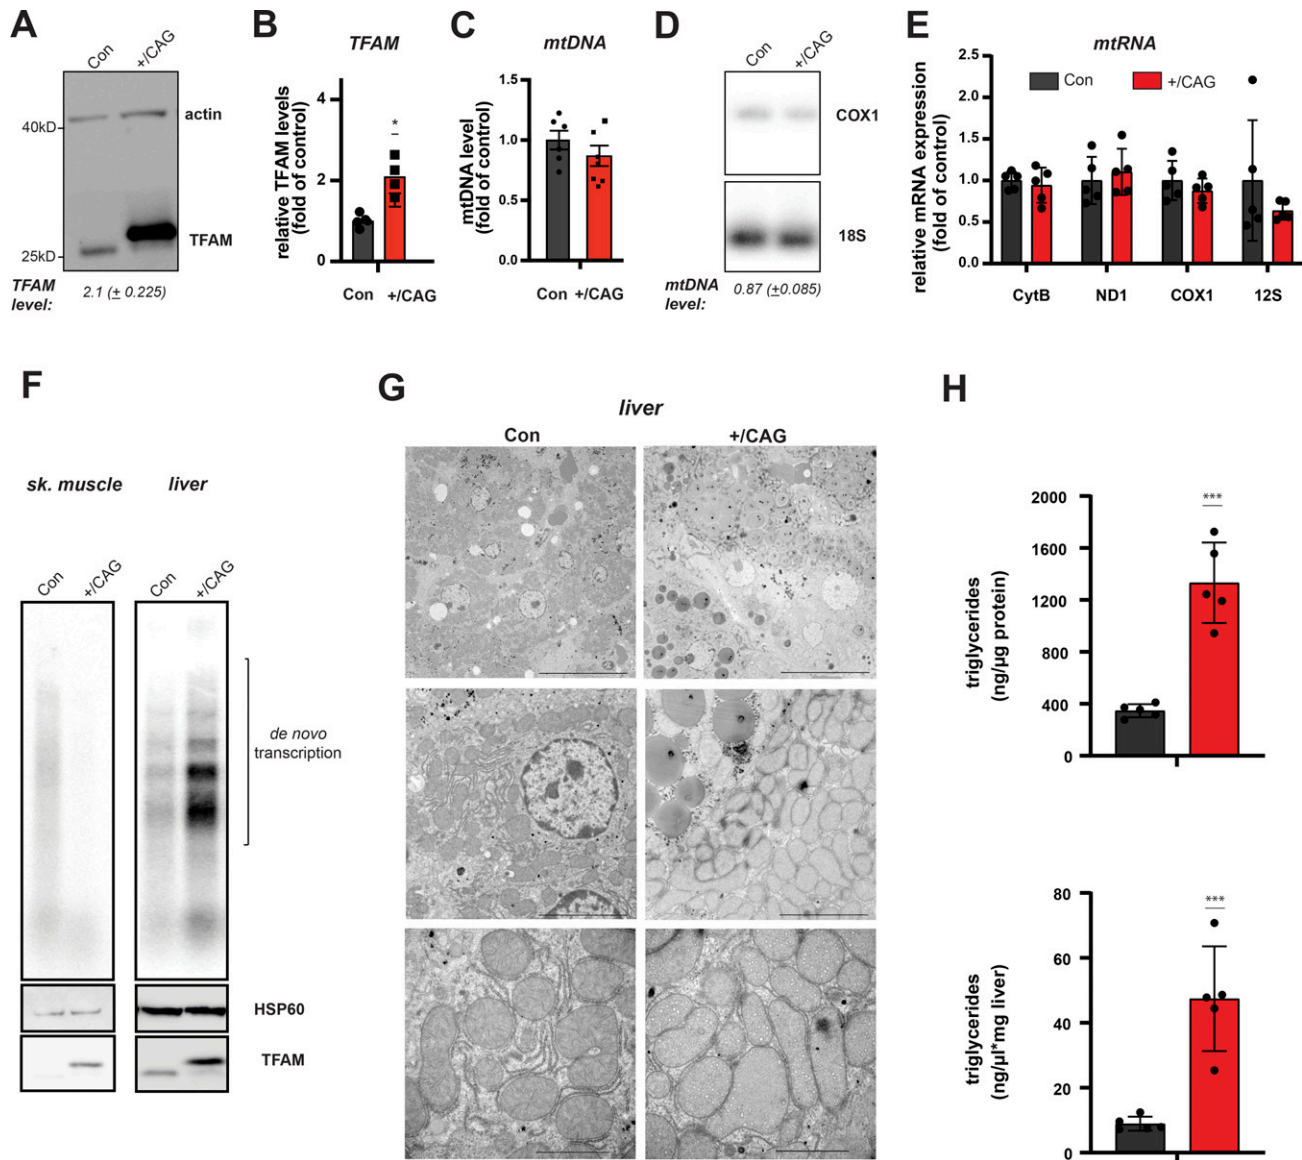 A
Con
+/CAG
40kD
actin
25kD
TFAM
TFAM level:
2.1 (± 0.225)
B
TFAM
relative TFAM levels
(fold of control)
4
2
0
*
Con +/CAG
C
mtDNA
mtDNA level
(fold of control)
1.5
1.0
0.5
0.0
Con +/CAG
D
Con
+/CAG
COX1
18S
mtDNA level:
0.87 (±0.085)
E
mtRNA
relative mRNA expression
(fold of control)
2.5
2.0
1.5
1.0
0.5
0.0
Con
+/CAG
CytB
ND1
COX1
12S
F
sk. muscle
liver
Con
+/CAG
Con
+/CAG
de novo
transcription
HSP60
TFAM
G
liver
Con
+/CAG
H
triglycerides
(ng/µg protein)
2000
1600
1200
800
400
0
***
triglycerides
(ng/µl*mg liver)
80
60
40
20
0
***